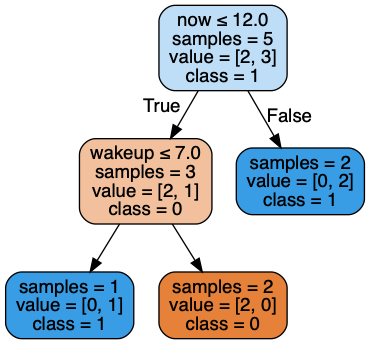 now ≤ 12.0
samples = 5
value = [2, 3]
class = 1
True
False
wakeup ≤ 7.0
samples = 3
value = [2, 1]
class = 0
samples = 2
value = [0, 2]
class = 1
samples = 1
value = [0, 1]
class = 1
samples = 2
value = [2, 0]
class = 0